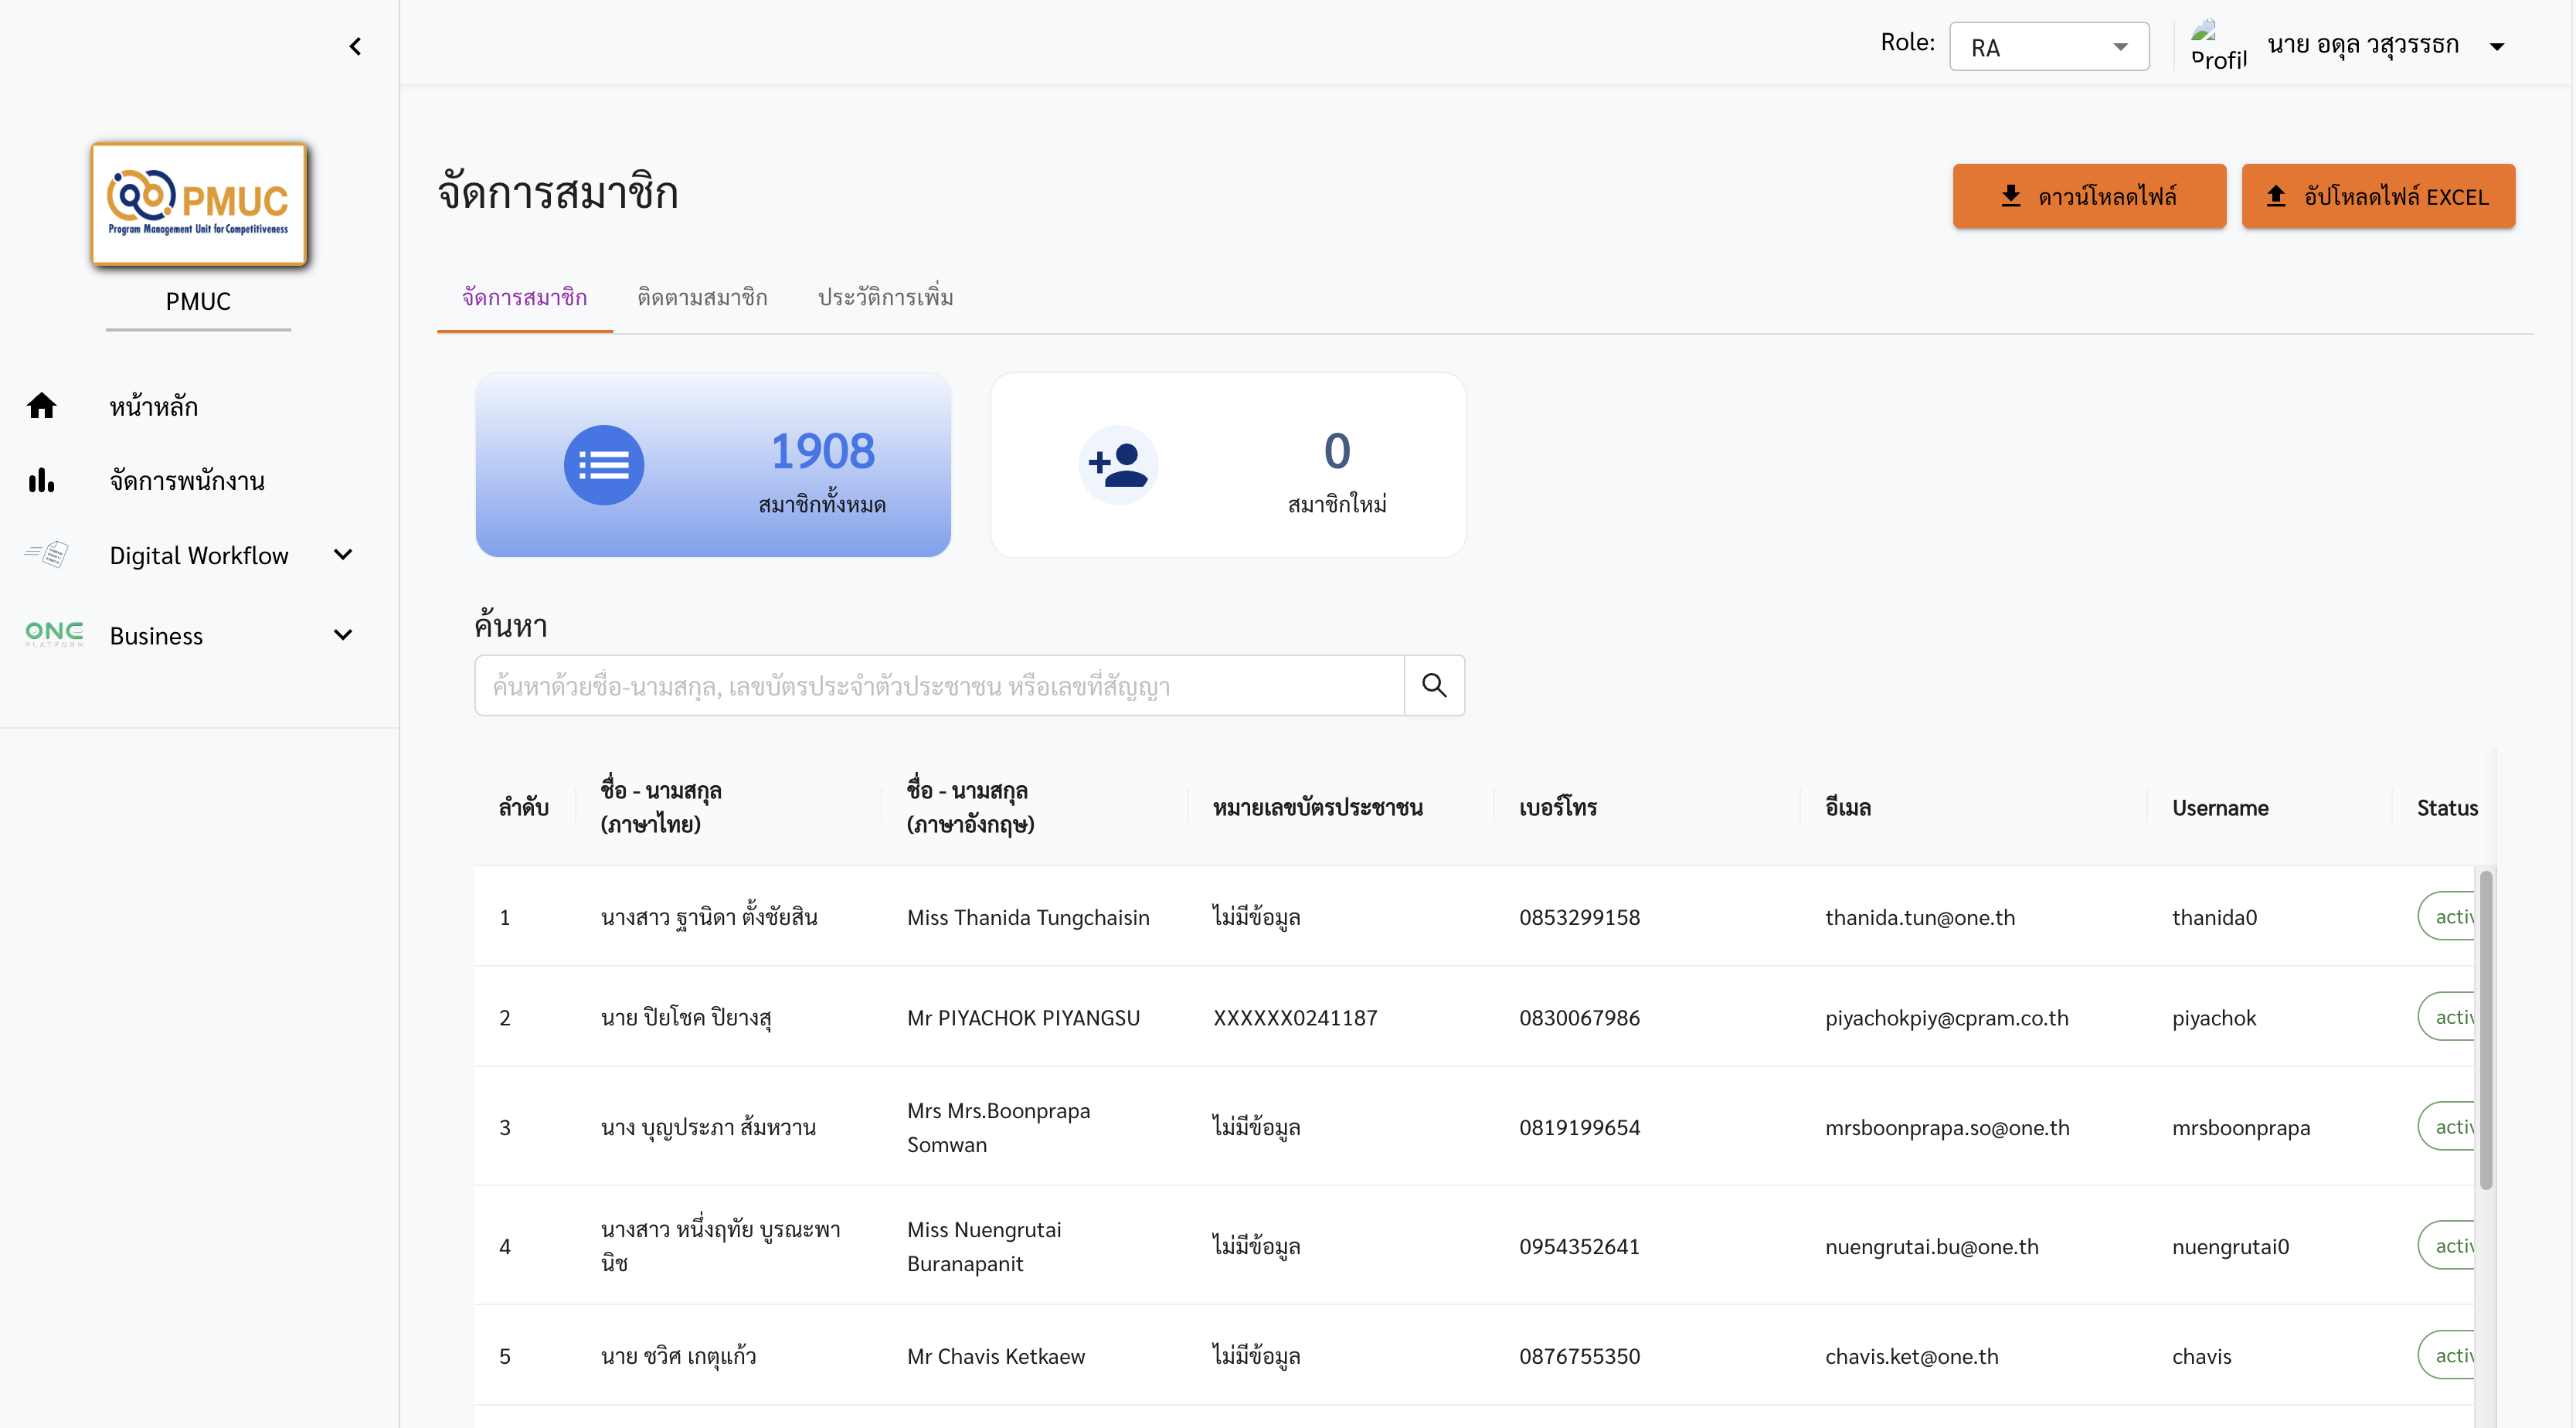 Role:
RA
Profil
นาย อดุล วสุวรรธก
PMUC
Program Management Unit for Competitiveness
PMUC
หน้าหลัก
จัดการพนักงาน
Digital Workflow
ONE
PLATFORM
Business
จัดการสมาชิก
ดาวน์โหลดไฟล์
อัปโหลดไฟล์ EXCEL
จัดการสมาชิก ติดตามสมาชิก ประวัติการเพิ่ม
1908
สมาชิกทั้งหมด
0
สมาชิกใหม่
ค้นหา
ค้นหาด้วยชื่อ-นามสกุล, เลขบัตรประจำตัวประชาชน หรือเลขที่สัญญา
ลำดับ ชื่อ - นามสกุล (ภาษาไทย) ชื่อ - นามสกุล (ภาษาอังกฤษ) หมายเลขบัตรประชาชน เบอร์โทร อีเมล Username Status
1 นางสาว ฐานิดา ตั้งชัยสิน Miss Thanida Tungchaisin ไม่มีข้อมูล 0853299158 thanida.tun@one.th thanida0 activ
2 นาย ปิยโชค ปิยางสุ Mr PIYACHOK PIYANGSU XXXXXX0241187 0830067986 piyachokpiy@cpram.co.th piyachok activ
3 นาง บุญประภา ส้มหวาน Mrs Mrs.Boonprapa Somwan ไม่มีข้อมูล 0819199654 mrsboonprapa.so@one.th mrsboonprapa activ
4 นางสาว หนึ่งฤทัย บูรณะพานิช Miss Nuengrutai Buranapanit ไม่มีข้อมูล 0954352641 nuengrutai.bu@one.th nuengrutai0 activ
5 นาย ชวิศ เกตุแก้ว Mr Chavis Ketkaew ไม่มีข้อมูล 0876755350 chavis.ket@one.th chavis activ